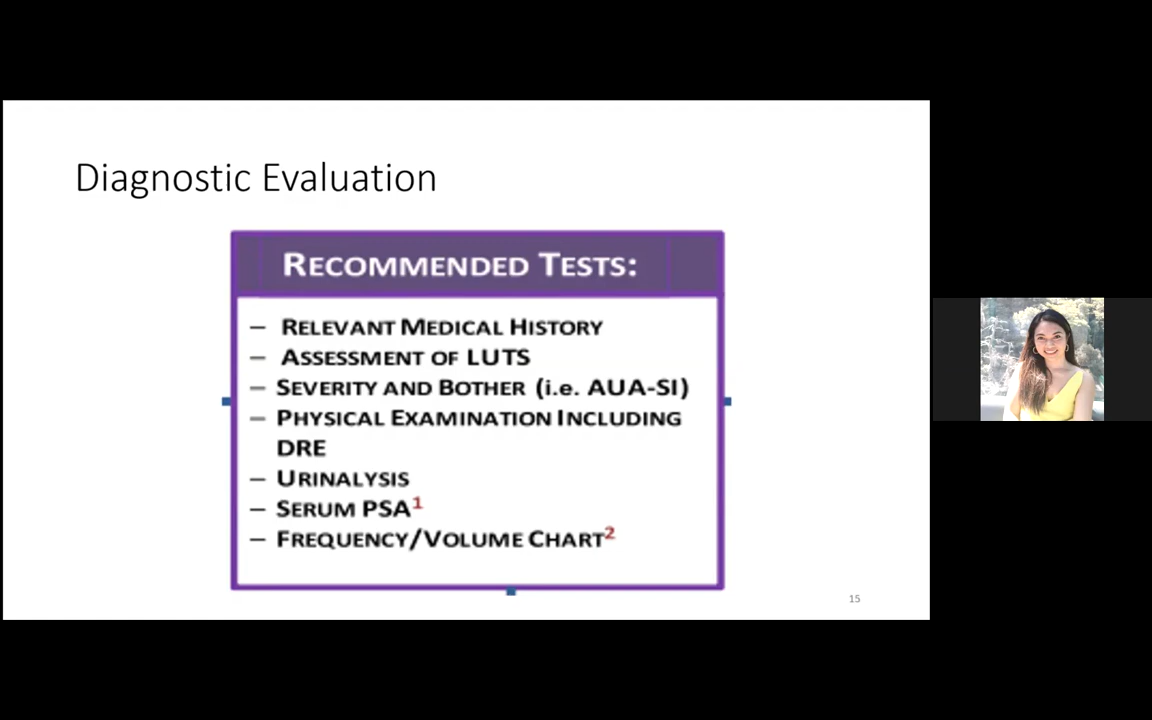 Diagnostic Evaluation
RECOMMENDED TESTS:
– RELEVANT MEDICAL HISTORY
– ASSESSMENT OF LUTS
– SEVERITY AND BOTHER (i.e. AUA-SI)
– PHYSICAL EXAMINATION INCLUDING
DRE
– URINALYSIS
– SERUM PSA1
– FREQUENCY/VOLUME CHART2
15